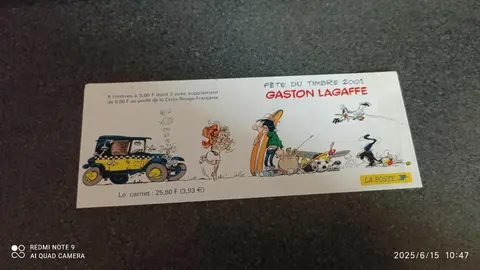 8 timbres à 3,00 F dont 3 avec supplément
de 0,60 F au profit de la Croix Rouge Française
FÊTE DU TIMBRE 2001
GASTON LAGAFFE
Le carnet : 25,80 F (3,93 €)
LA POSTE
REDMI NOTE 9
AI QUAD CAMERA
2025/6/15 10:47